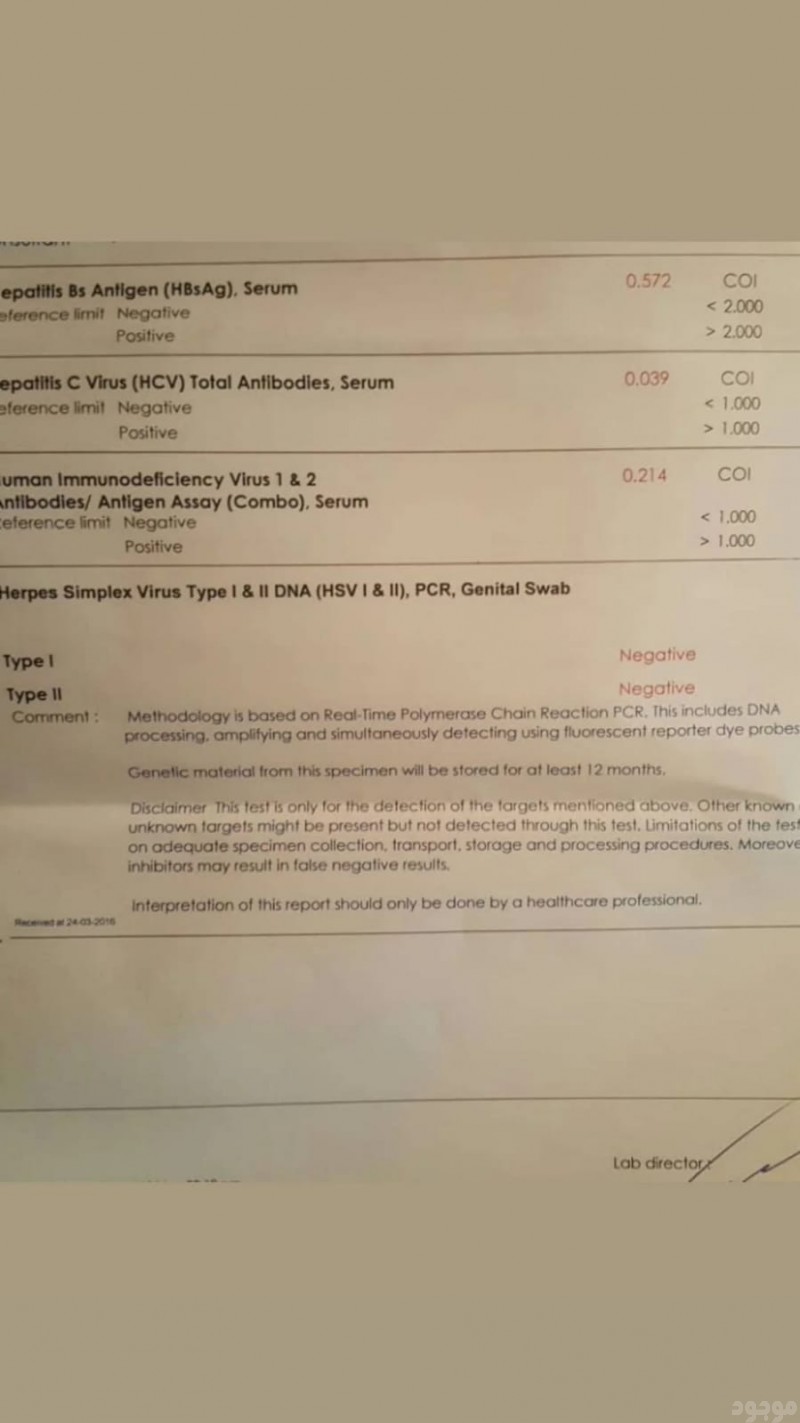 epatitis Bs Antigen (HBsAg), Serum 0.572 COI
eference limit Negative < 2.000
Positive > 2.000
epatitis C Virus (HCV) Total Antibodies, Serum 0.039 COI
eference limit Negative < 1.000
Positive > 1.000
uman Immunodeficiency Virus 1 & 2 0.214 COI
ntibodies/ Antigen Assay (Combo), Serum
eference limit Negative < 1.000
Positive > 1.000
Herpes Simplex Virus Type I & II DNA (HSV I & II), PCR, Genital Swab
Type I Negative
Type II Negative
Comment : Methodology is based on Real-Time Polymerase Chain Reaction PCR. This includes DNA
processing, amplifying and simultaneously detecting using fluorescent reporter dye probes
Genetic material from this specimen will be stored for at least 12 months.
Disclaimer This test is only for the detection of the targets mentioned above. Other known
unknown targets might be present but not detected through this test. Limitations of the test
on adequate specimen collection, transport, storage and processing procedures. Moreove
inhibitors may result in false negative results.
Interpretation of this report should only be done by a healthcare professional.
Received at 24-03-2016
Lab director
موجود